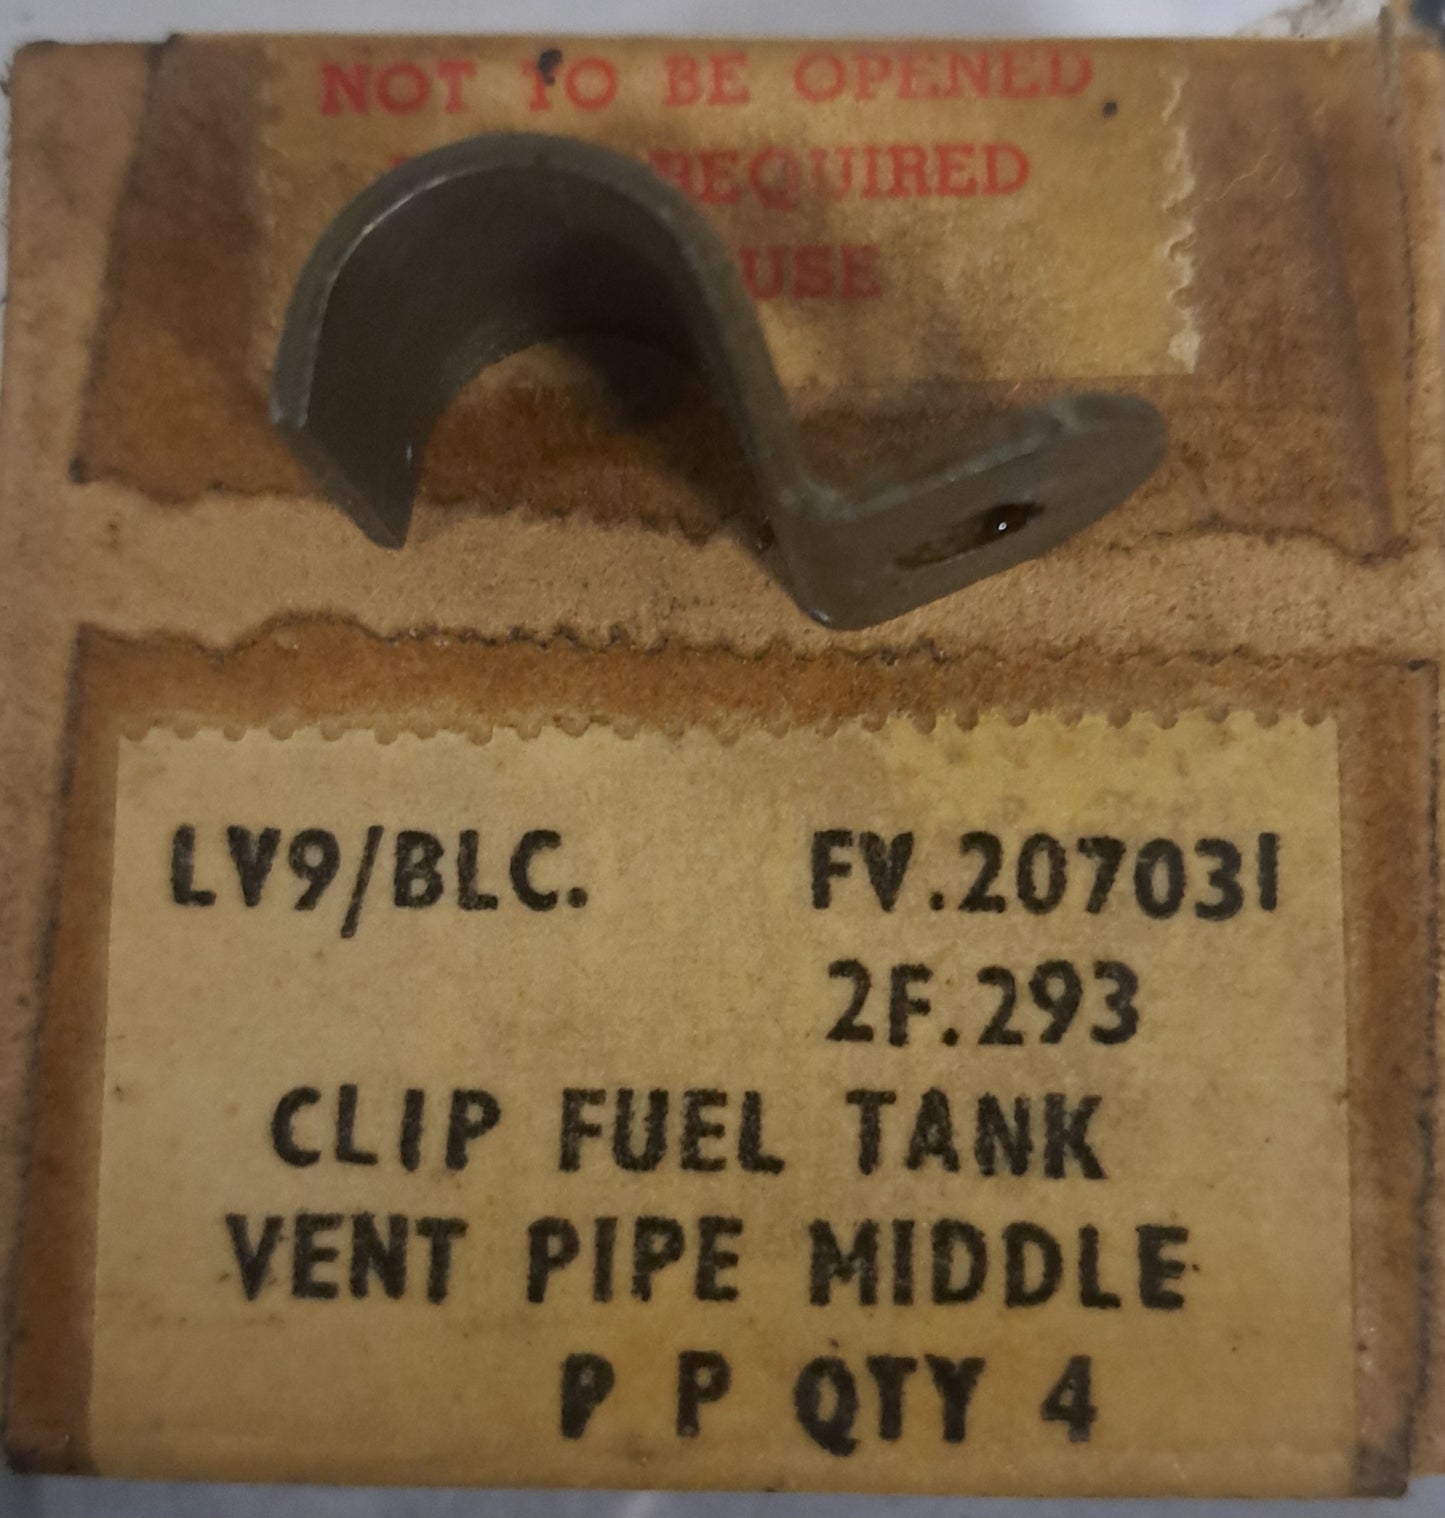 NOT TO BE OPENED
REQUIRED
USE
LV9/BLC. FV.207031
2F.293
CLIP FUEL TANK
VENT PIPE MIDDLE
P P QTY 4